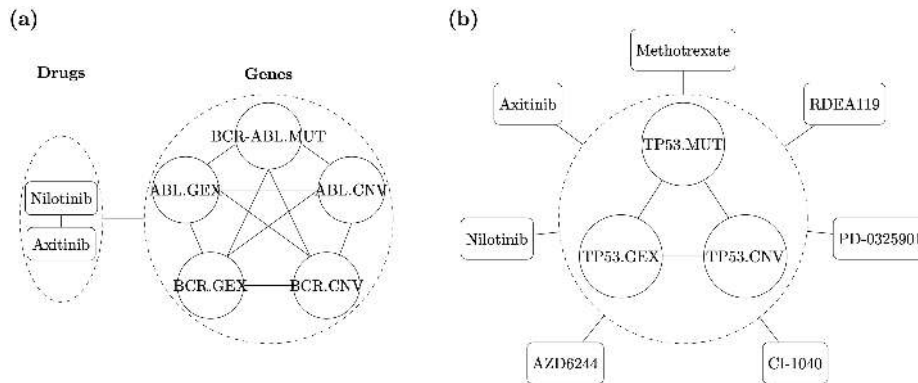 (a)
Drugs
Genes
BCR-ABL.MUT
ABL.GEX
ABL.CNV
Nilotinib
Axitinib
BCR.GEX
BCR.CNV
(b)
Methotrexate
Axitinib
RDEA119
TP53.MUT
Nilotinib
PD-0325901
TP53.GEX
TP53.CNV
AZD6244
CI-1040